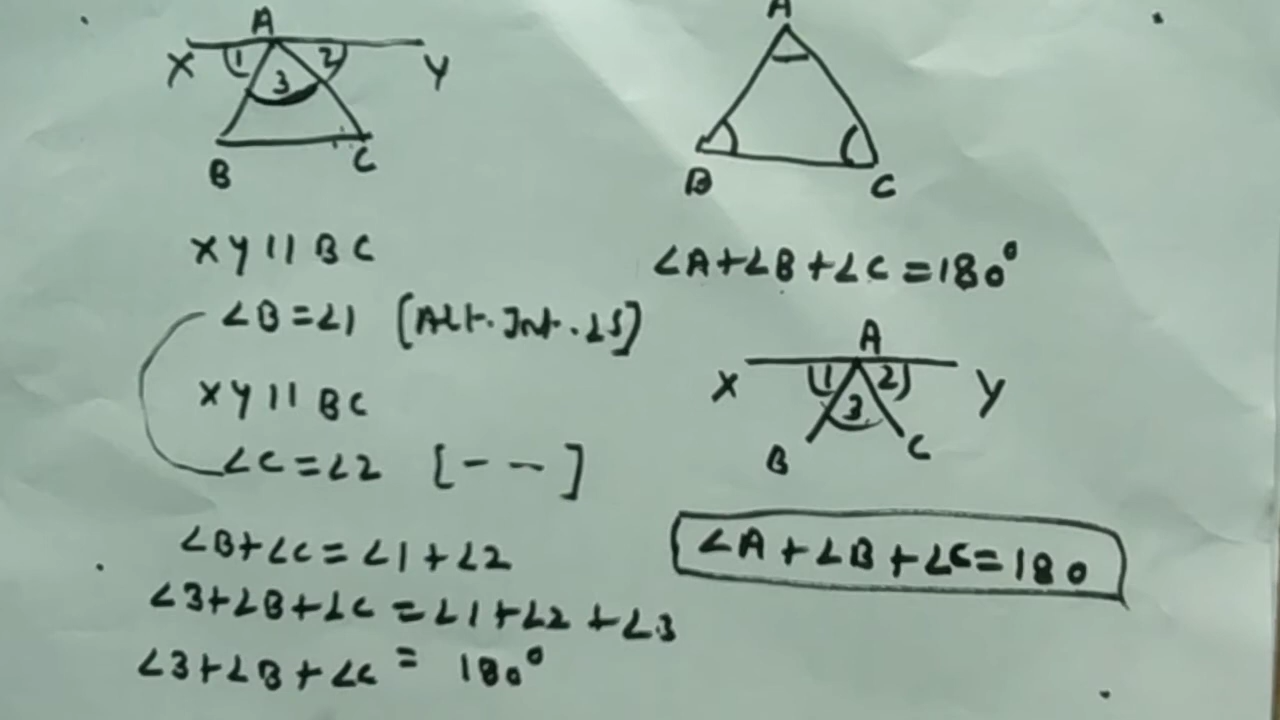 A
X 1 2 Y
3
B C
XY || BC
∠B = ∠1 [Alt. Int. ∠s]
XY || BC
∠C = ∠2 [- -]
∠B + ∠C = ∠1 + ∠2
∠3 + ∠B + ∠C = ∠1 + ∠2 + ∠3
∠3 + ∠B + ∠C = 180°
A
B C
∠A + ∠B + ∠C = 180°
A
X 1 2 Y
3
B C
∠A + ∠B + ∠C = 180